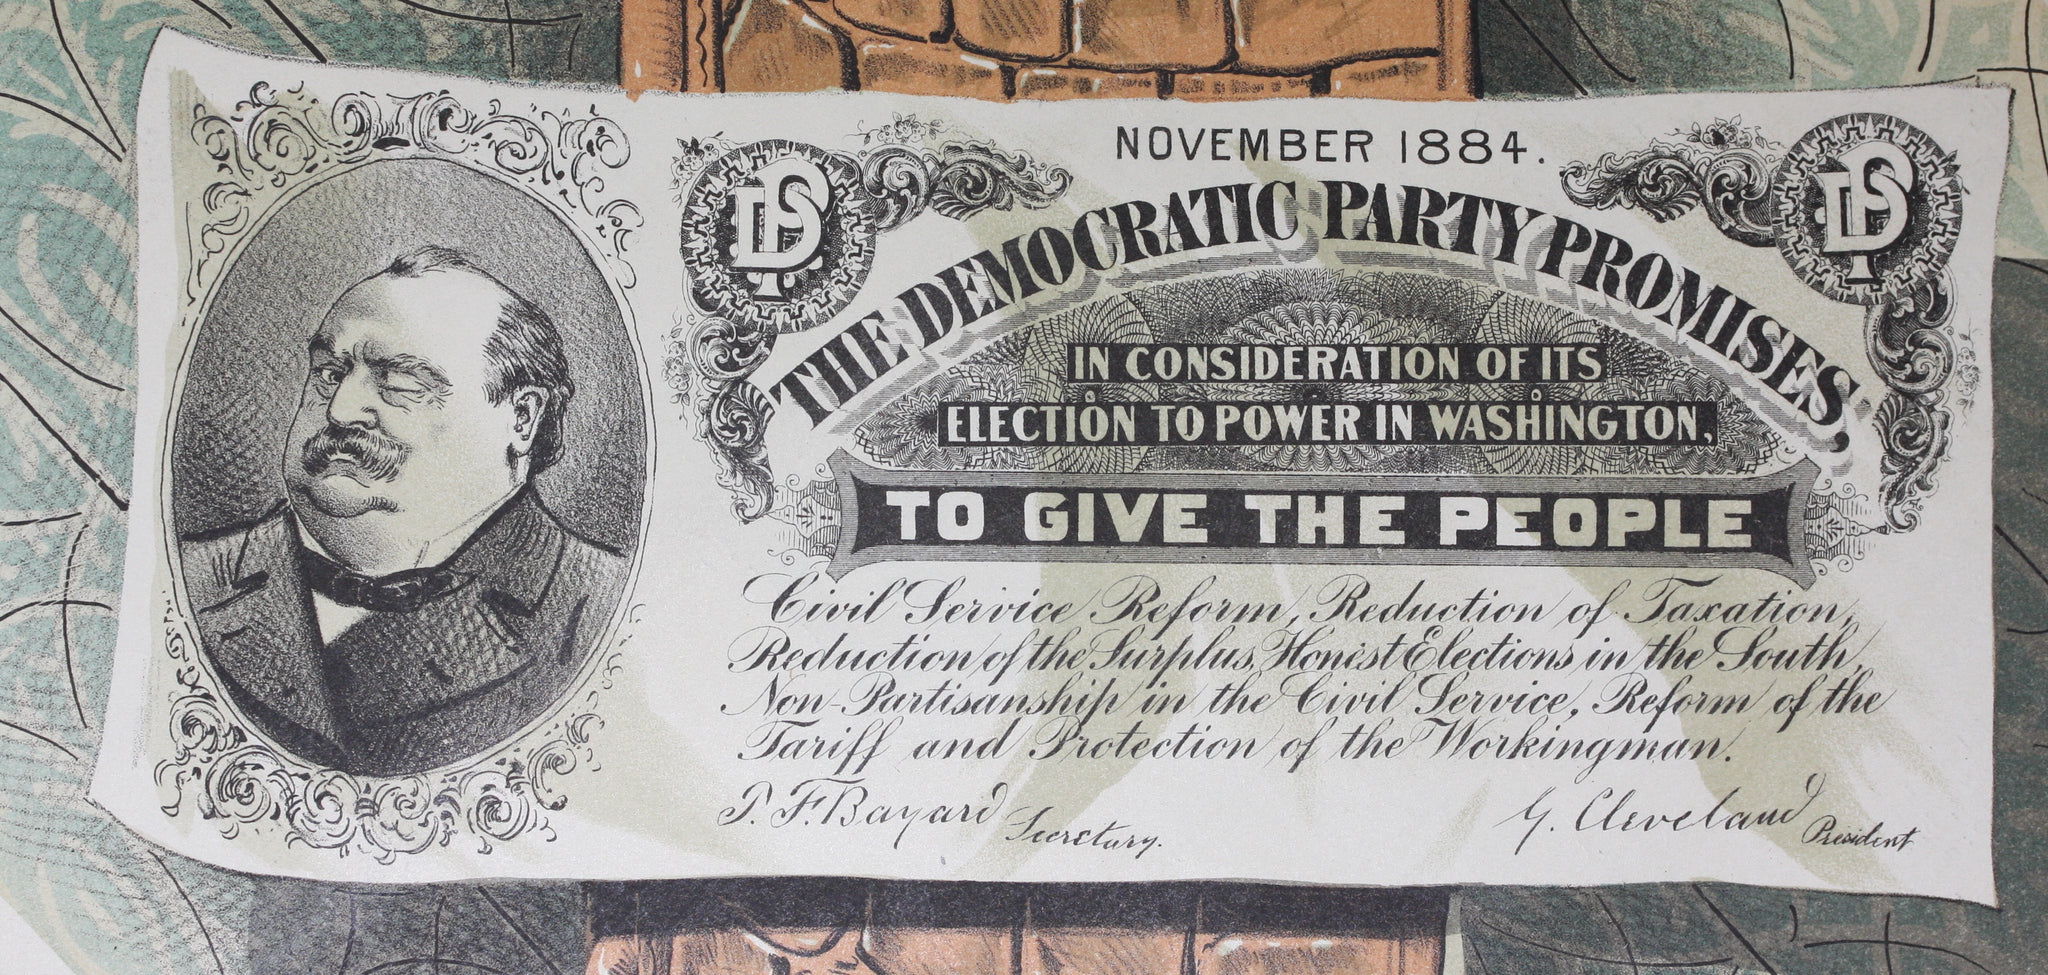 NOVEMBER 1884.
THE DEMOCRATIC PARTY PROMISES,
IN CONSIDERATION OF ITS
ELECTION TO POWER IN WASHINGTON,
TO GIVE THE PEOPLE
Civil Service Reform, Reduction of Taxation,
Reduction of the Surplus, Honest Elections in the South,
Non-Partisanship in the Civil Service, Reform of the
Tariff and Protection of the Workingman.
T. F. Bayard Secretary.
G. Cleveland President